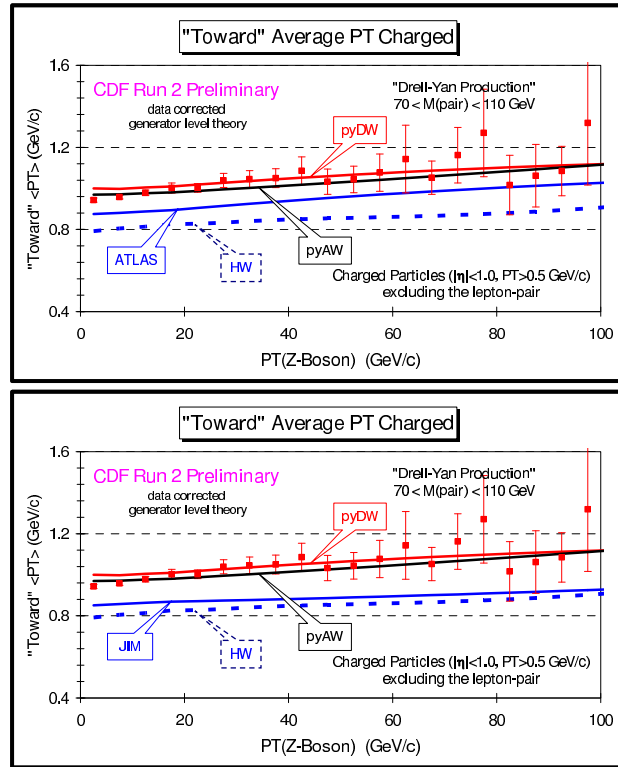 "Toward" Average PT Charged
CDF Run 2 Preliminary
data corrected
generator level theory
"Drell-Yan Production"
70 < M(pair) < 110 GeV
pyDW
ATLAS
HW
pyAW
Charged Particles (|η|<1.0, PT>0.5 GeV/c)
excluding the lepton-pair
"Toward" <PT> (GeV/c)
1.6
1.2
0.8
0.4
0 20 40 60 80 100
PT(Z-Boson) (GeV/c)
"Toward" Average PT Charged
CDF Run 2 Preliminary
data corrected
generator level theory
"Drell-Yan Production"
70 < M(pair) < 110 GeV
pyDW
JIM
HW
pyAW
Charged Particles (|η|<1.0, PT>0.5 GeV/c)
excluding the lepton-pair
"Toward" <PT> (GeV/c)
1.6
1.2
0.8
0.4
0 20 40 60 80 100
PT(Z-Boson) (GeV/c)